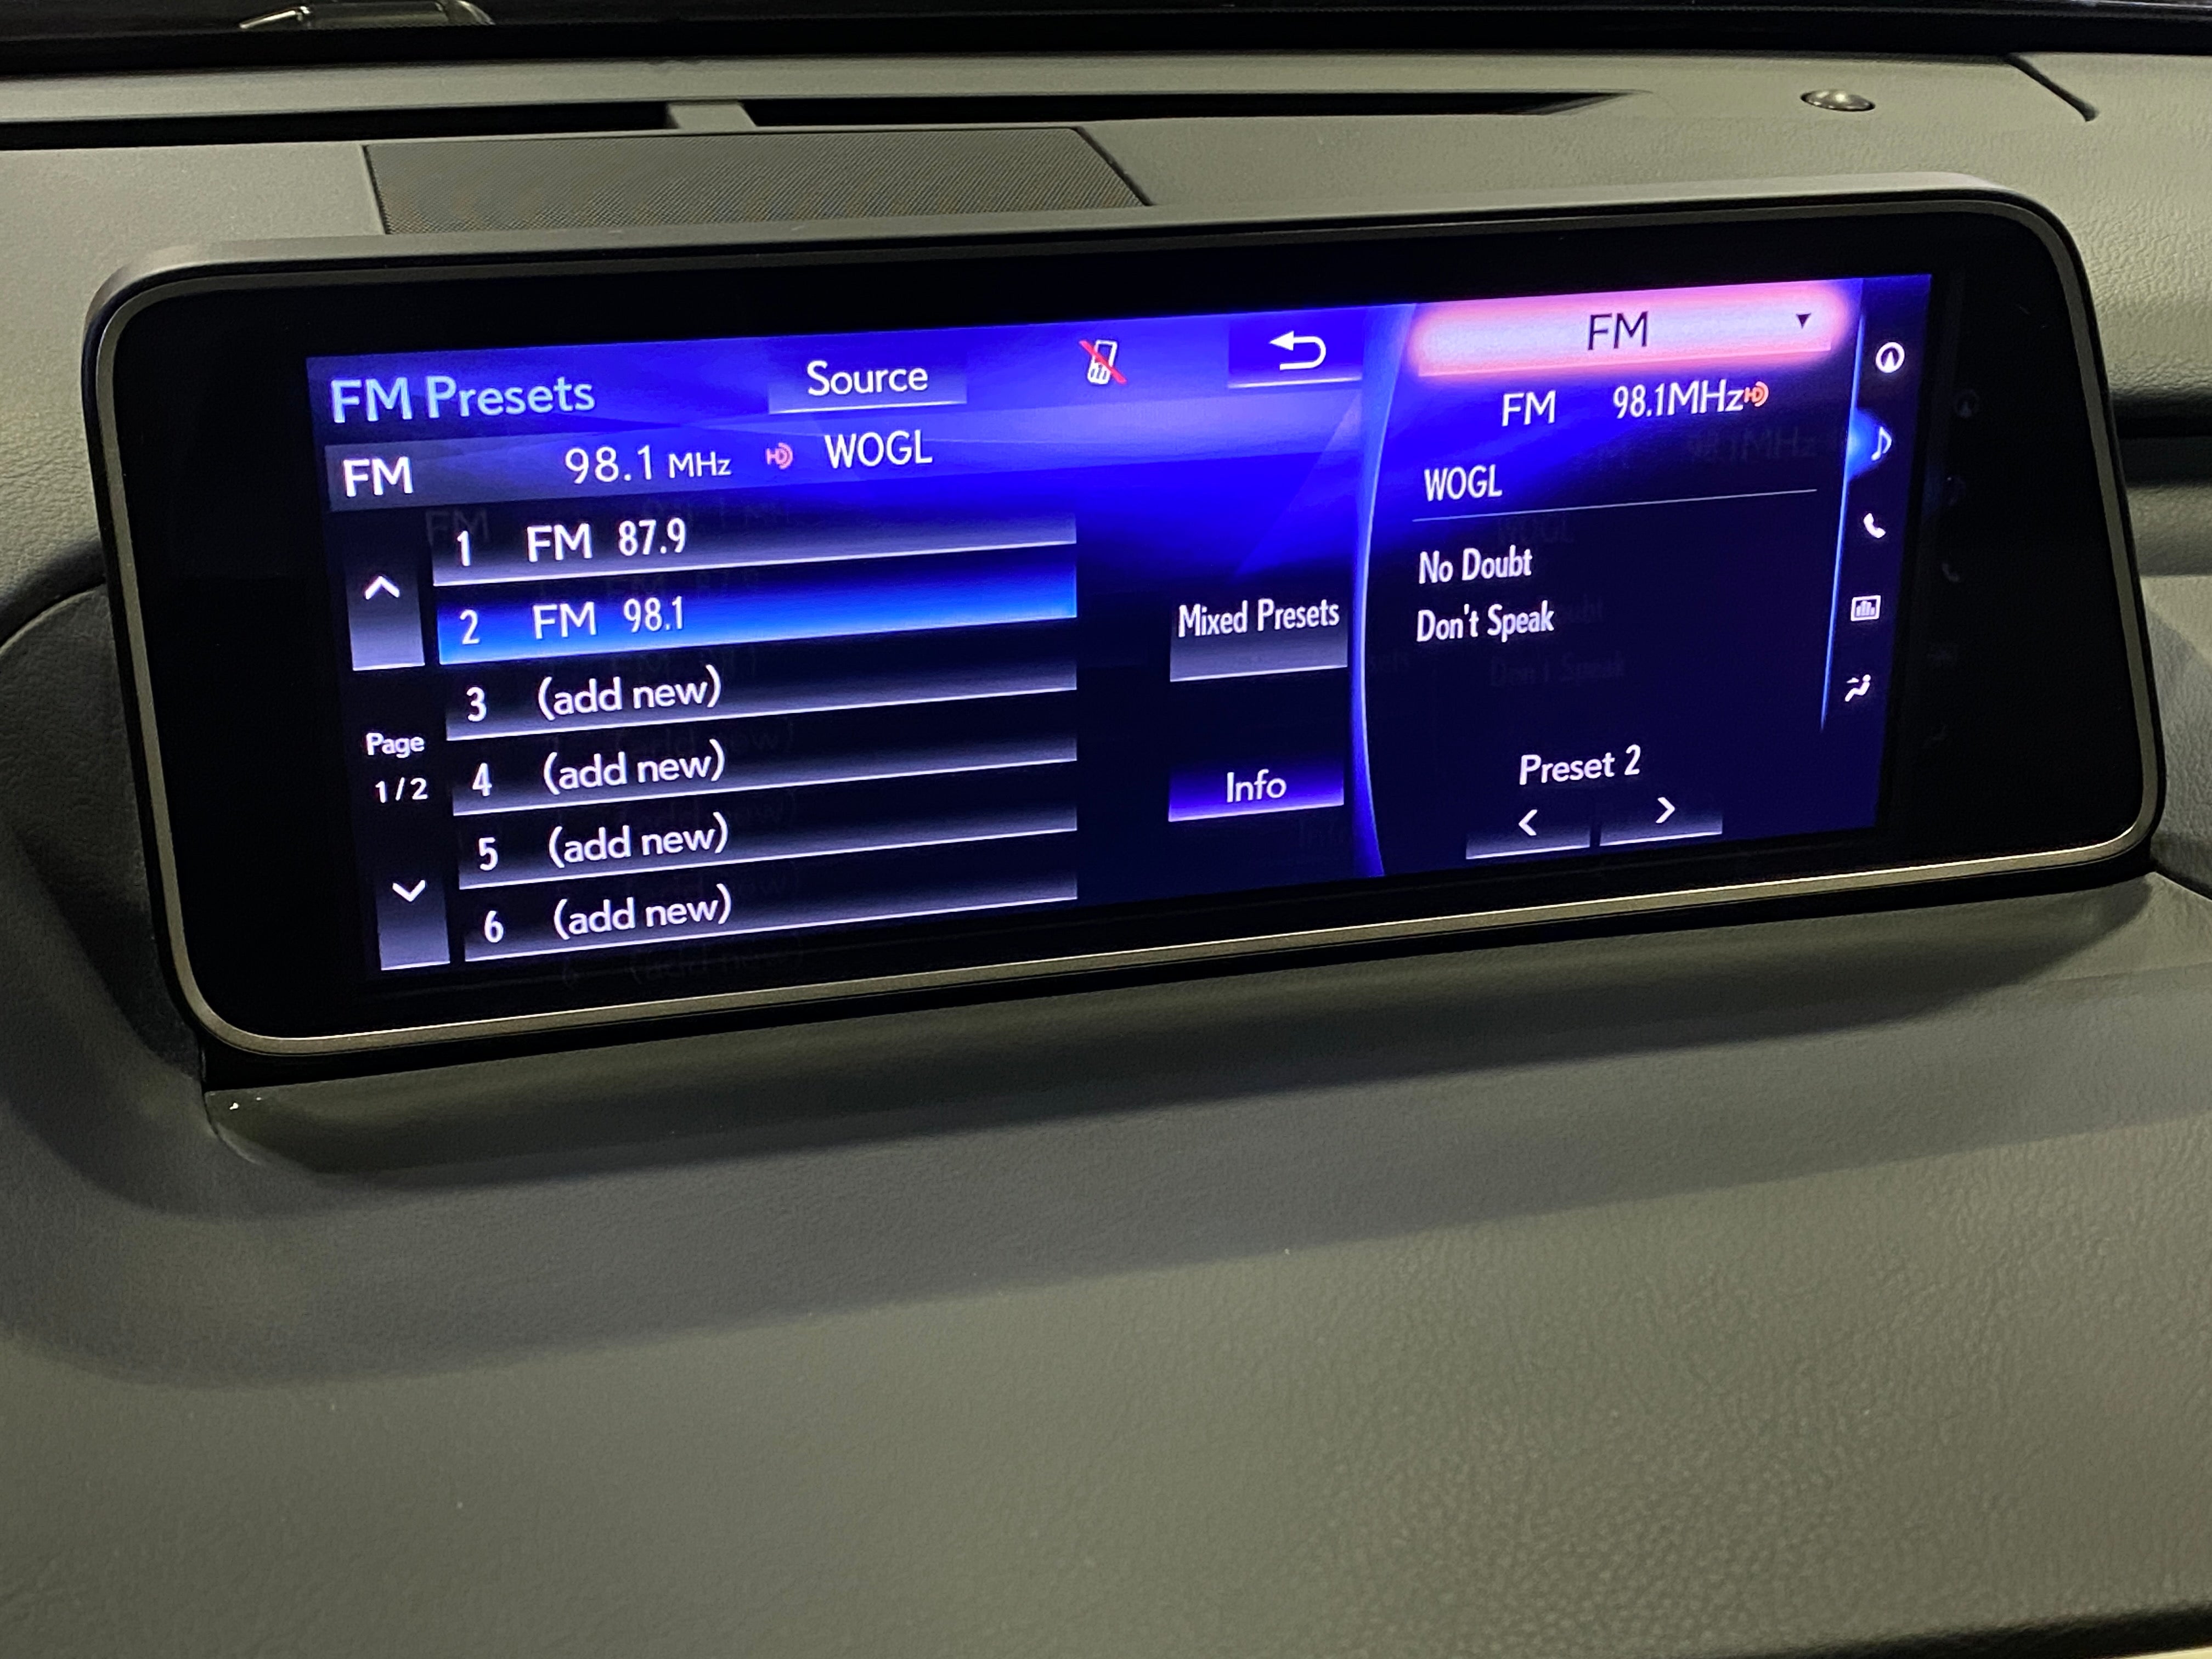 FM Presets
Source
FM 98.1 MHz HD WOGL
1 FM 87.9
2 FM 98.1
3 (add new)
4 (add new)
5 (add new)
6 (add new)
Page
1/2
Mixed Presets
Info
FM
FM 98.1MHz HD
WOGL
No Doubt
Don't Speak
Preset 2